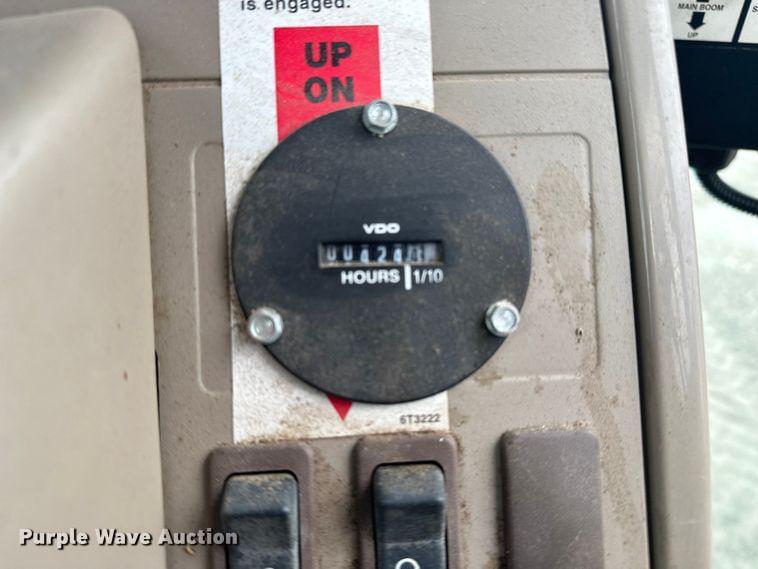 is engaged.
UP
ON
MAIN BOOM
UP
VDO
HOURS 1/10
6T3222
Purple Wave Auction